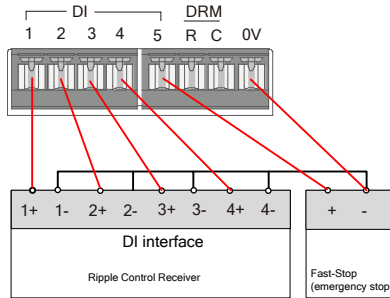 DI DRM
1 2 3 4 5 R C 0V
1+ 1- 2+ 2- 3+ 3- 4+ 4- + -
DI interface
Ripple Control Receiver
Fast-Stop
(emergency stop